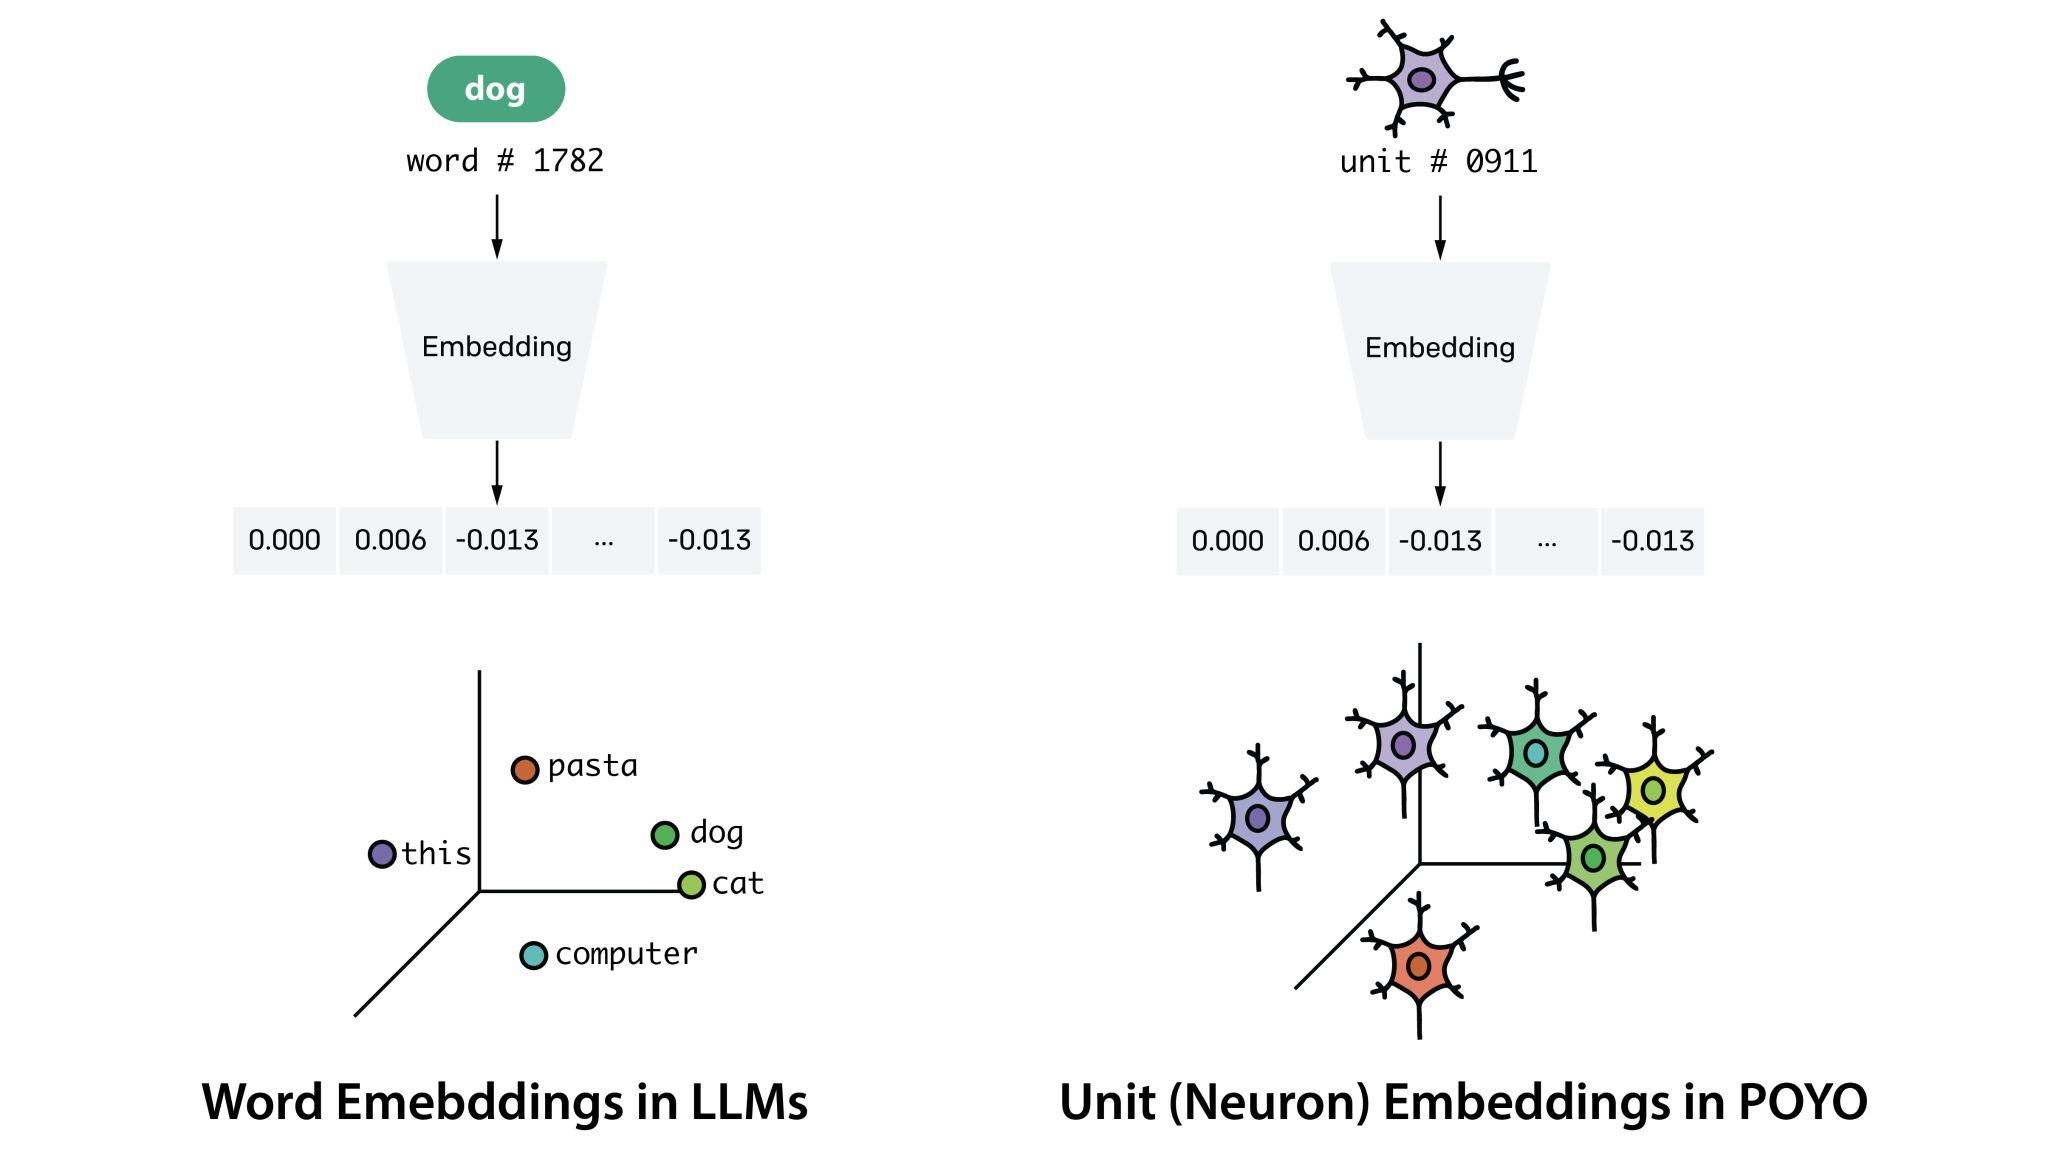 dog
word # 1782
Embedding
0.000 0.006 -0.013 ... -0.013
pasta
this
dog
cat
computer
Word Emebddings in LLMs
unit # 0911
Embedding
0.000 0.006 -0.013 ... -0.013
Unit (Neuron) Embeddings in POYO